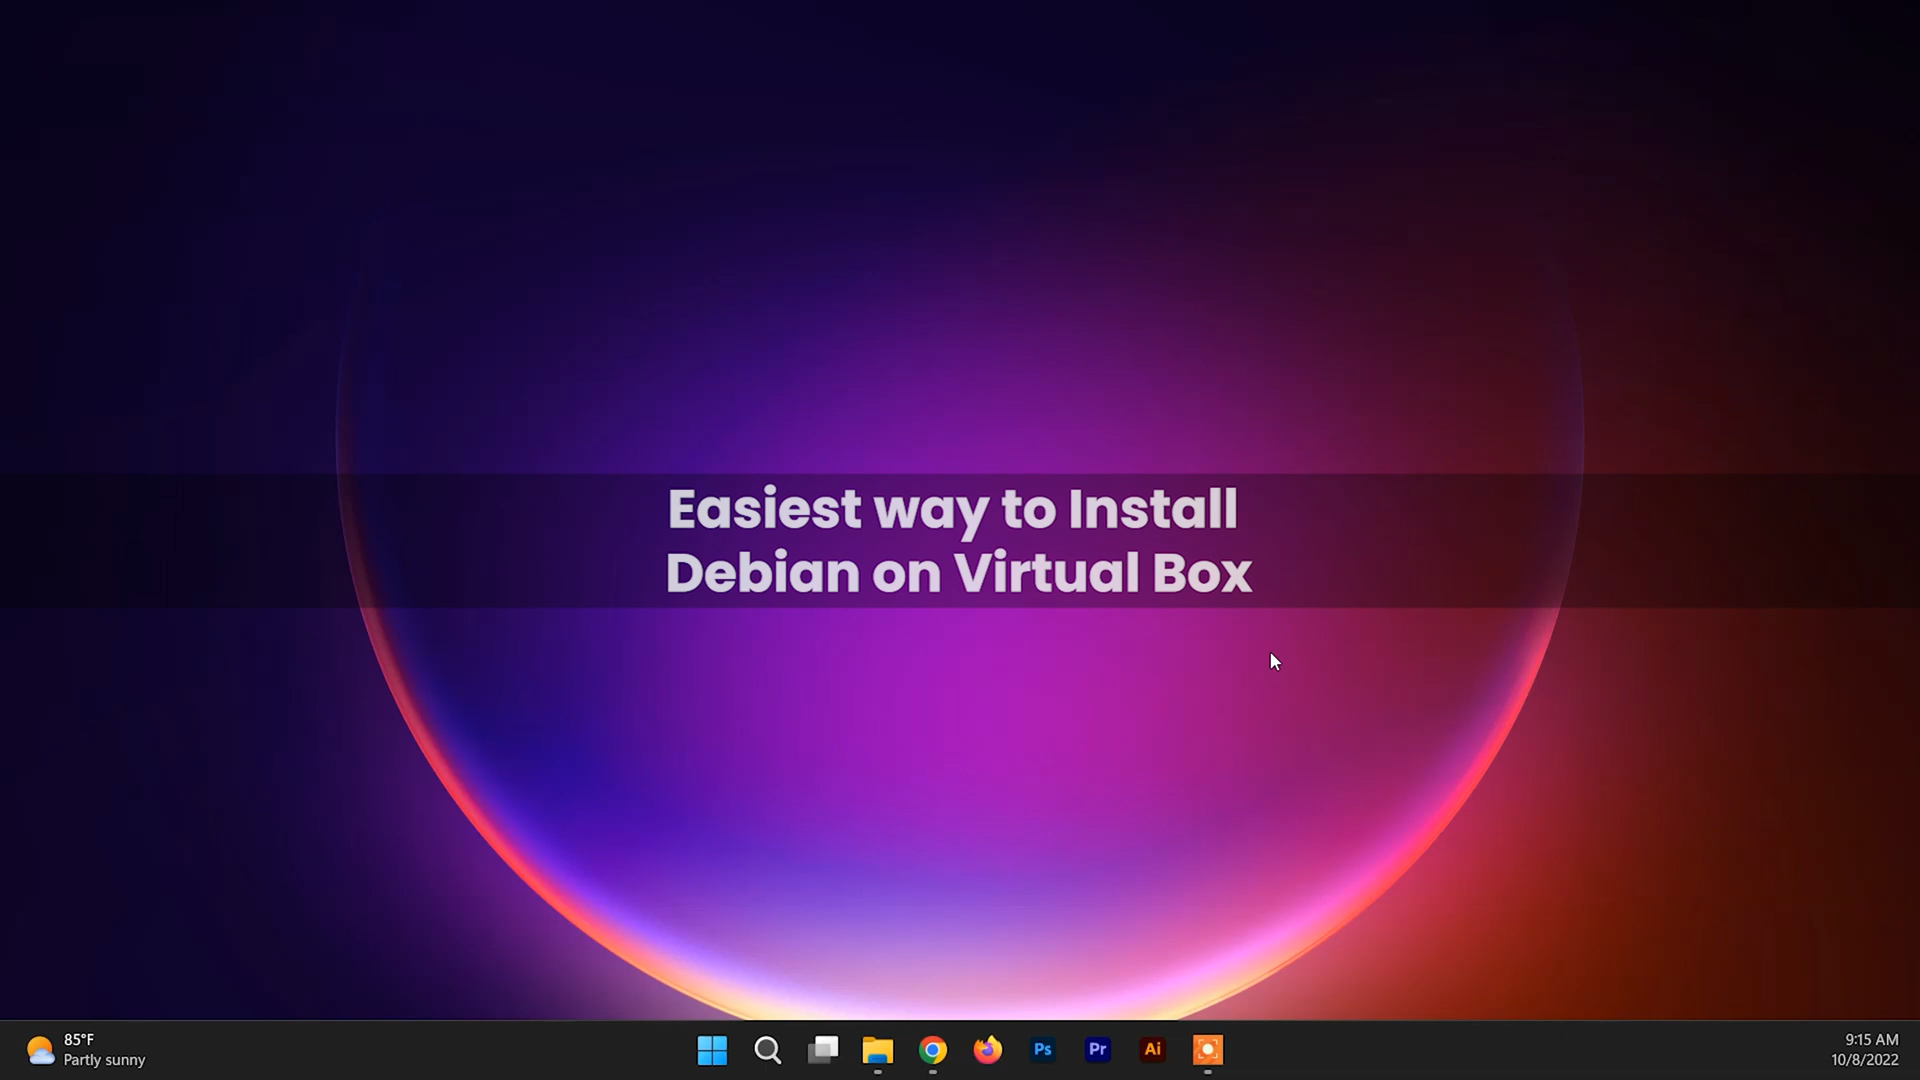 Easiest way to Install
Debian on Virtual Box
85°F
Partly sunny
Ps
Pr
Ai
9:15 AM
10/8/2022